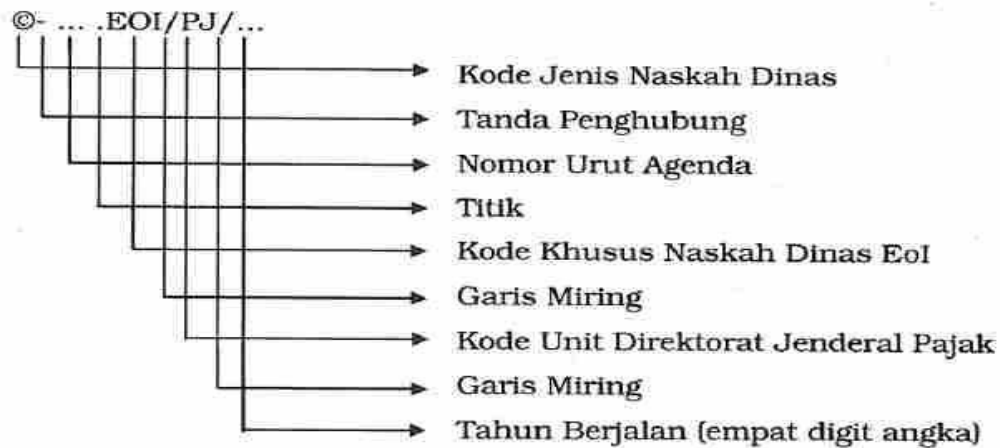 ©- ... .EOI/PJ/...
Kode Jenis Naskah Dinas
Tanda Penghubung
Nomor Urut Agenda
Titik
Kode Khusus Naskah Dinas EoI
Garis Miring
Kode Unit Direktorat Jenderal Pajak
Garis Miring
Tahun Berjalan (empat digit angka)